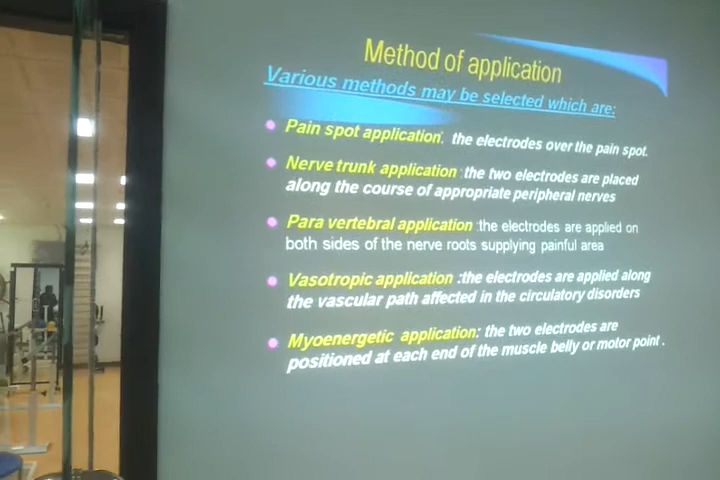 Method of application
Various methods may be selected which are:
Pain spot application: the electrodes over the pain spot.
Nerve trunk application :the two electrodes are placed
along the course of appropriate peripheral nerves
Para vertebral application :the electrodes are applied on
both sides of the nerve roots supplying painful area
Vasotropic application :the electrodes are applied along
the vascular path affected in the circulatory disorders
Myoenergetic application: the two electrodes are
positioned at each end of the muscle belly or motor point .